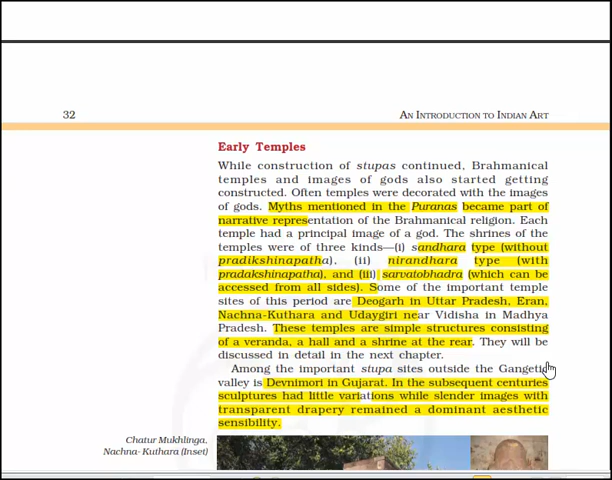 32
AN INTRODUCTION TO INDIAN ART
Early Temples
While construction of stupas continued, Brahmanical
temples and images of gods also started getting
constructed. Often temples were decorated with the images
of gods. Myths mentioned in the Puranas became part of
narrative representation of the Brahmanical religion. Each
temple had a principal image of a god. The shrines of the
temples were of three kinds—(i) sandhara type (without
pradikshinapatha), (ii) nirandhara type (with
pradakshinapatha), and (iii) sarvatobhadra (which can be
accessed from all sides). Some of the important temple
sites of this period are Deogarh in Uttar Pradesh, Eran,
Nachna-Kuthara and Udaygiri near Vidisha in Madhya
Pradesh. These temples are simple structures consisting
of a veranda, a hall and a shrine at the rear. They will be
discussed in detail in the next chapter.
Among the important stupa sites outside the Gangetic
valley is Devnimori in Gujarat. In the subsequent centuries
sculptures had little variations while slender images with
transparent drapery remained a dominant aesthetic
sensibility.
Chatur Mukhlinga,
Nachna- Kuthara (Inset)